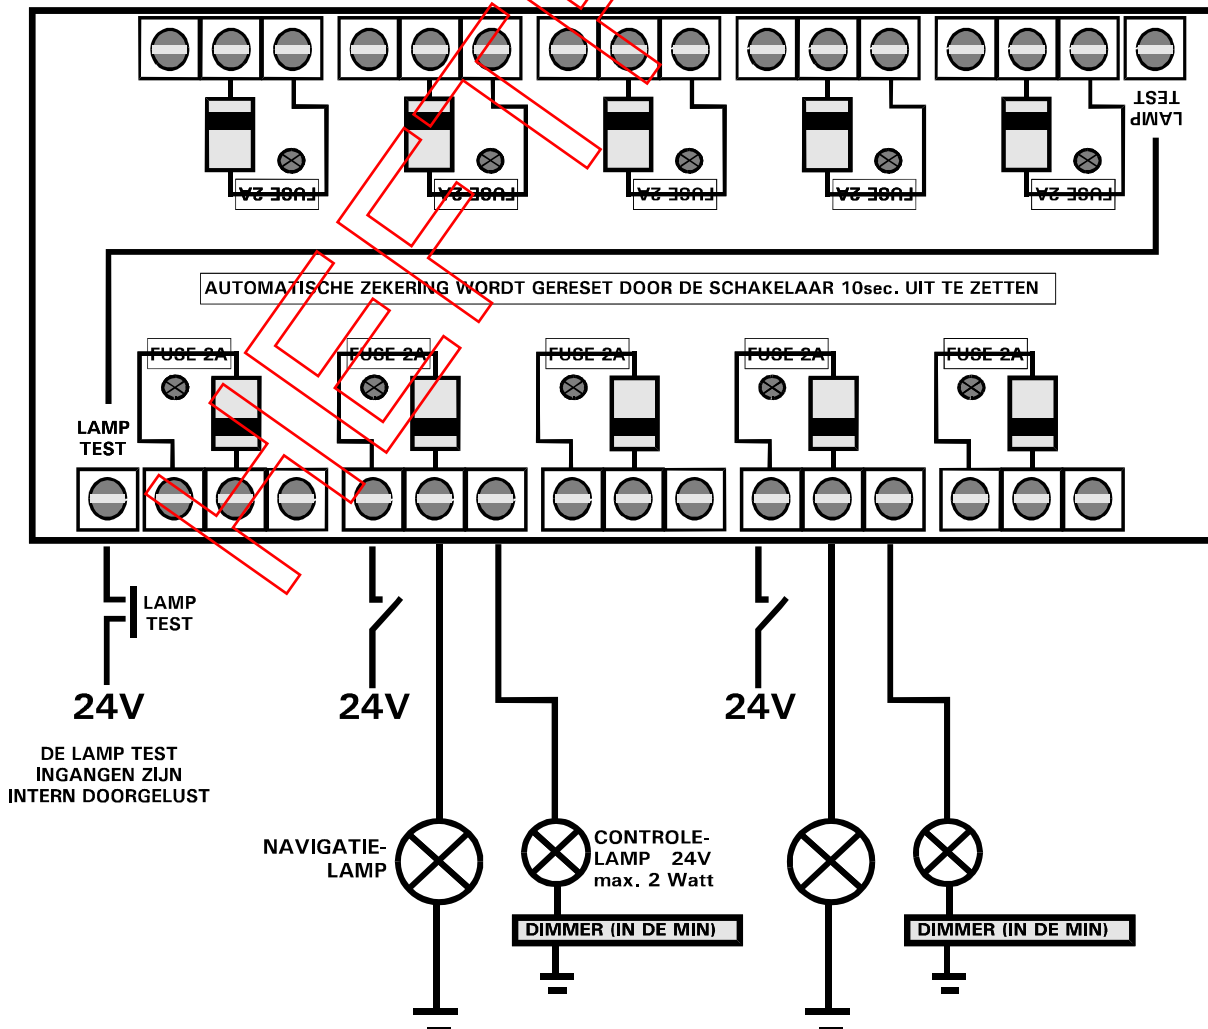 LAMP
TEST
FUSE 2A
FUSE 2A
FUSE 2A
FUSE 2A
FUSE 2A
AUTOMATISCHE ZEKERING WORDT GERESET DOOR DE SCHAKELAAR 10sec. UIT TE ZETTEN
FUSE 2A
FUSE 2A
FUSE 2A
FUSE 2A
FUSE 2A
LAMP
TEST
LAMP
TEST
24V
24V
24V
DE LAMP TEST
INGANGEN ZIJN
INTERN DOORGELUST
NAVIGATIE-
LAMP
CONTROLE-
LAMP 24V
max. 2 Watt
DIMMER (IN DE MIN)
DIMMER (IN DE MIN)